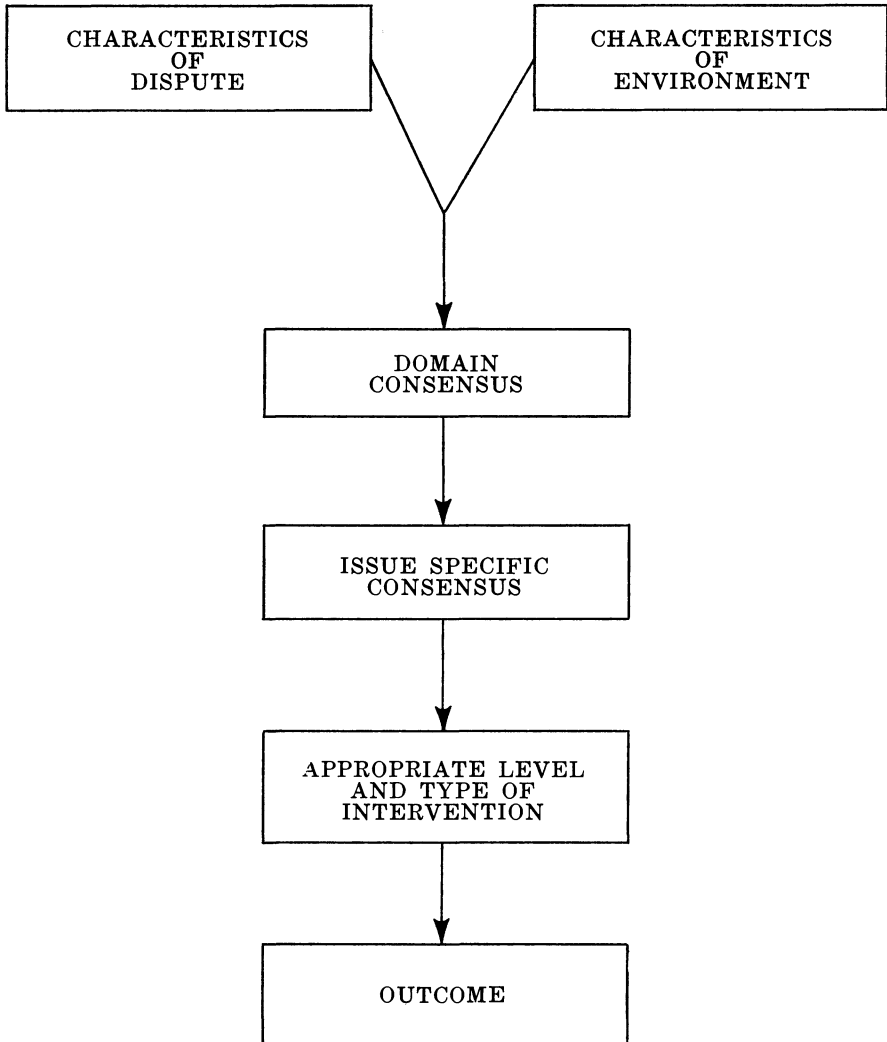 CHARACTERISTICS
OF
DISPUTE
CHARACTERISTICS
OF
ENVIRONMENT
DOMAIN
CONSENSUS
ISSUE SPECIFIC
CONSENSUS
APPROPRIATE LEVEL
AND TYPE OF
INTERVENTION
OUTCOME